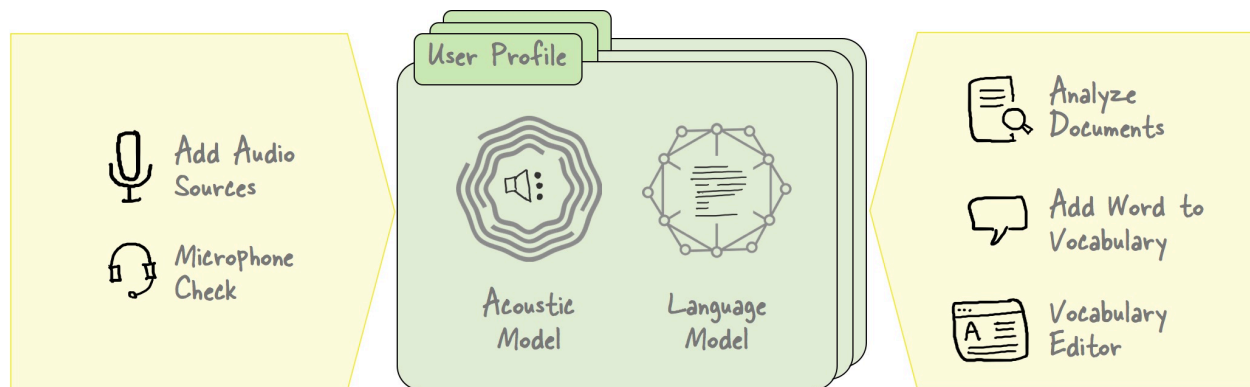 User Profile
Add Audio
Sources
Microphone
Check
Acoustic
Model
Language
Model
Analyze
Documents
Add Word to
Vocabulary
A
Vocabulary
Editor